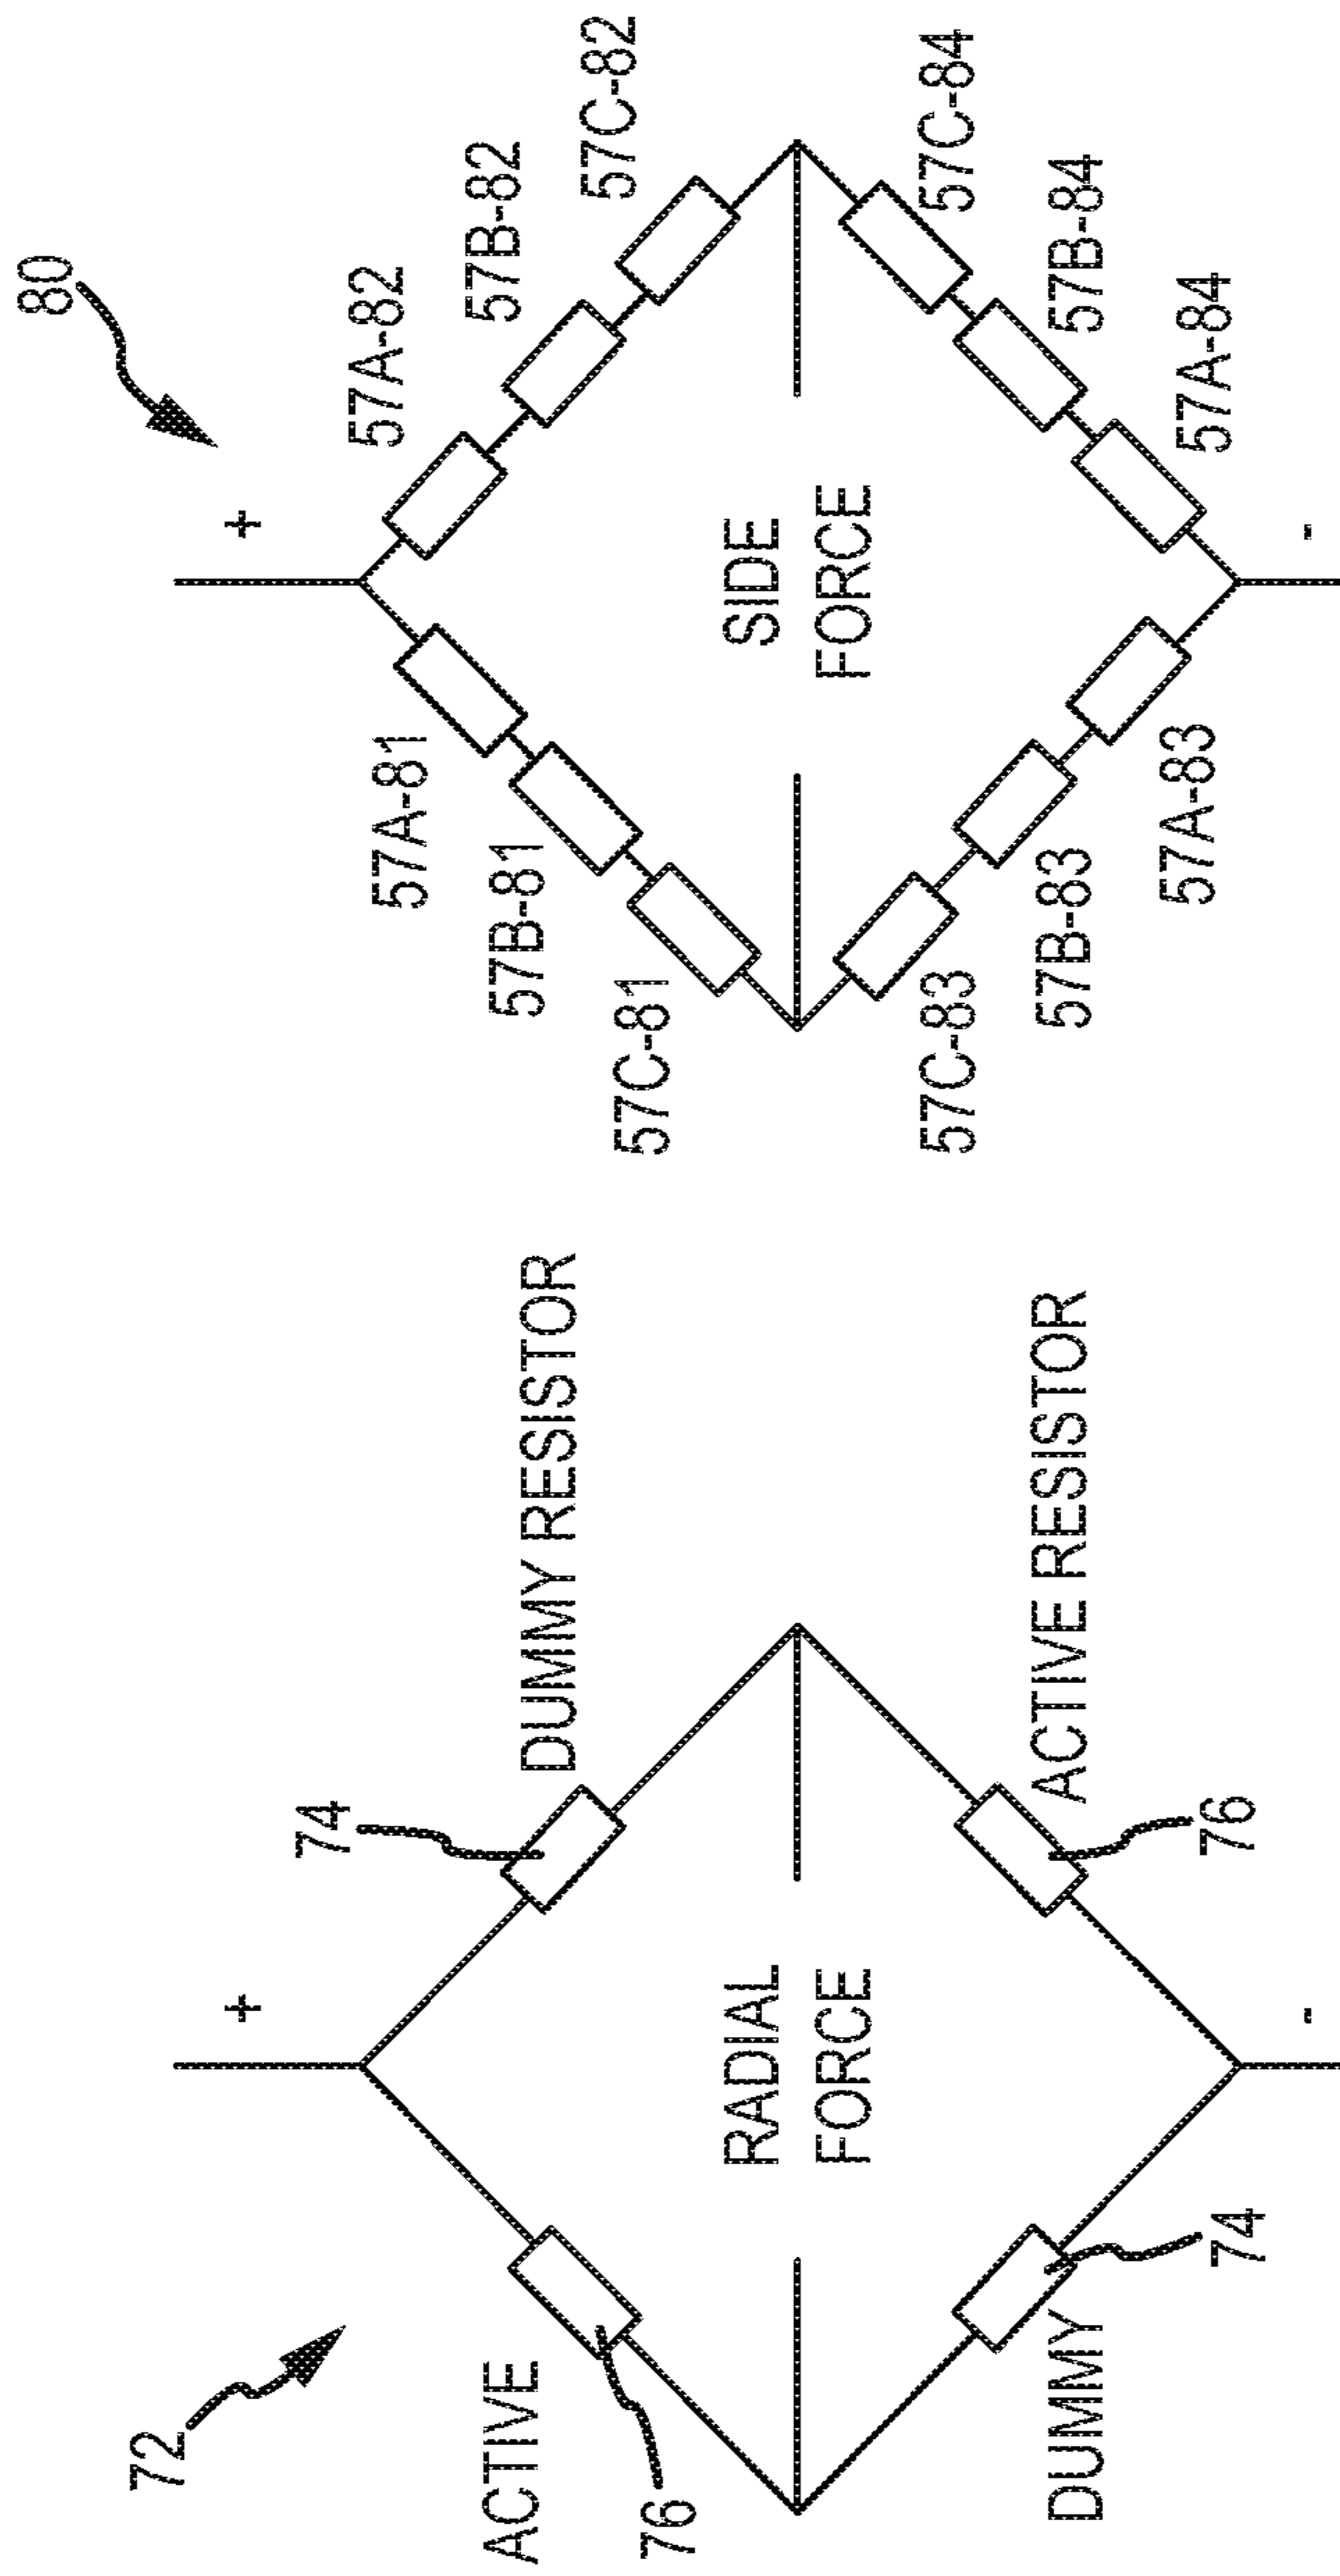 72
+
74
ACTIVE
76
DUMMY RESISTOR
RADIAL
FORCE
DUMMY
74
ACTIVE RESISTOR
76
-
80
+
57A-81
57A-82
57B-81
57B-82
57C-81
57C-82
SIDE
FORCE
57C-83
57C-84
57B-83
57B-84
57A-83
57A-84
-